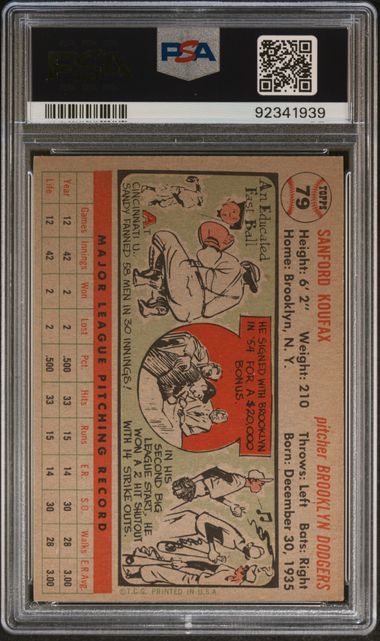 PSA
PSA
92341939
TOPPS
79
SANFORD KOUFAX pitcher BROOKLYN DODGERS
Height: 6' 2" Weight: 210 Throws: Left Bats: Right
Home: Brooklyn, N. Y. Born: December 30, 1935
An Educated
Fast Ball
CINCINNATI U.
SANDY FANNED 58 MEN IN 30 INNINGS!
HE SIGNED WITH BROOKLYN
IN '54 FOR A $20,000
BONUS.
IN HIS
SECOND BIG
LEAGUE START, HE
WON A 2 HIT SHUTOUT
WITH 14 STRIKE OUTS.
MAJOR LEAGUE PITCHING RECORD
Games Innings Won Lost Pct. Hits Runs E.R. S.O. Walks E.R.Avg.
Year 12 42 2 2 .500 33 15 14 30 28 3.00
Life 12 42 2 2 .500 33 15 14 30 28 3.00
©T.C.G. PRINTED IN U.S.A.